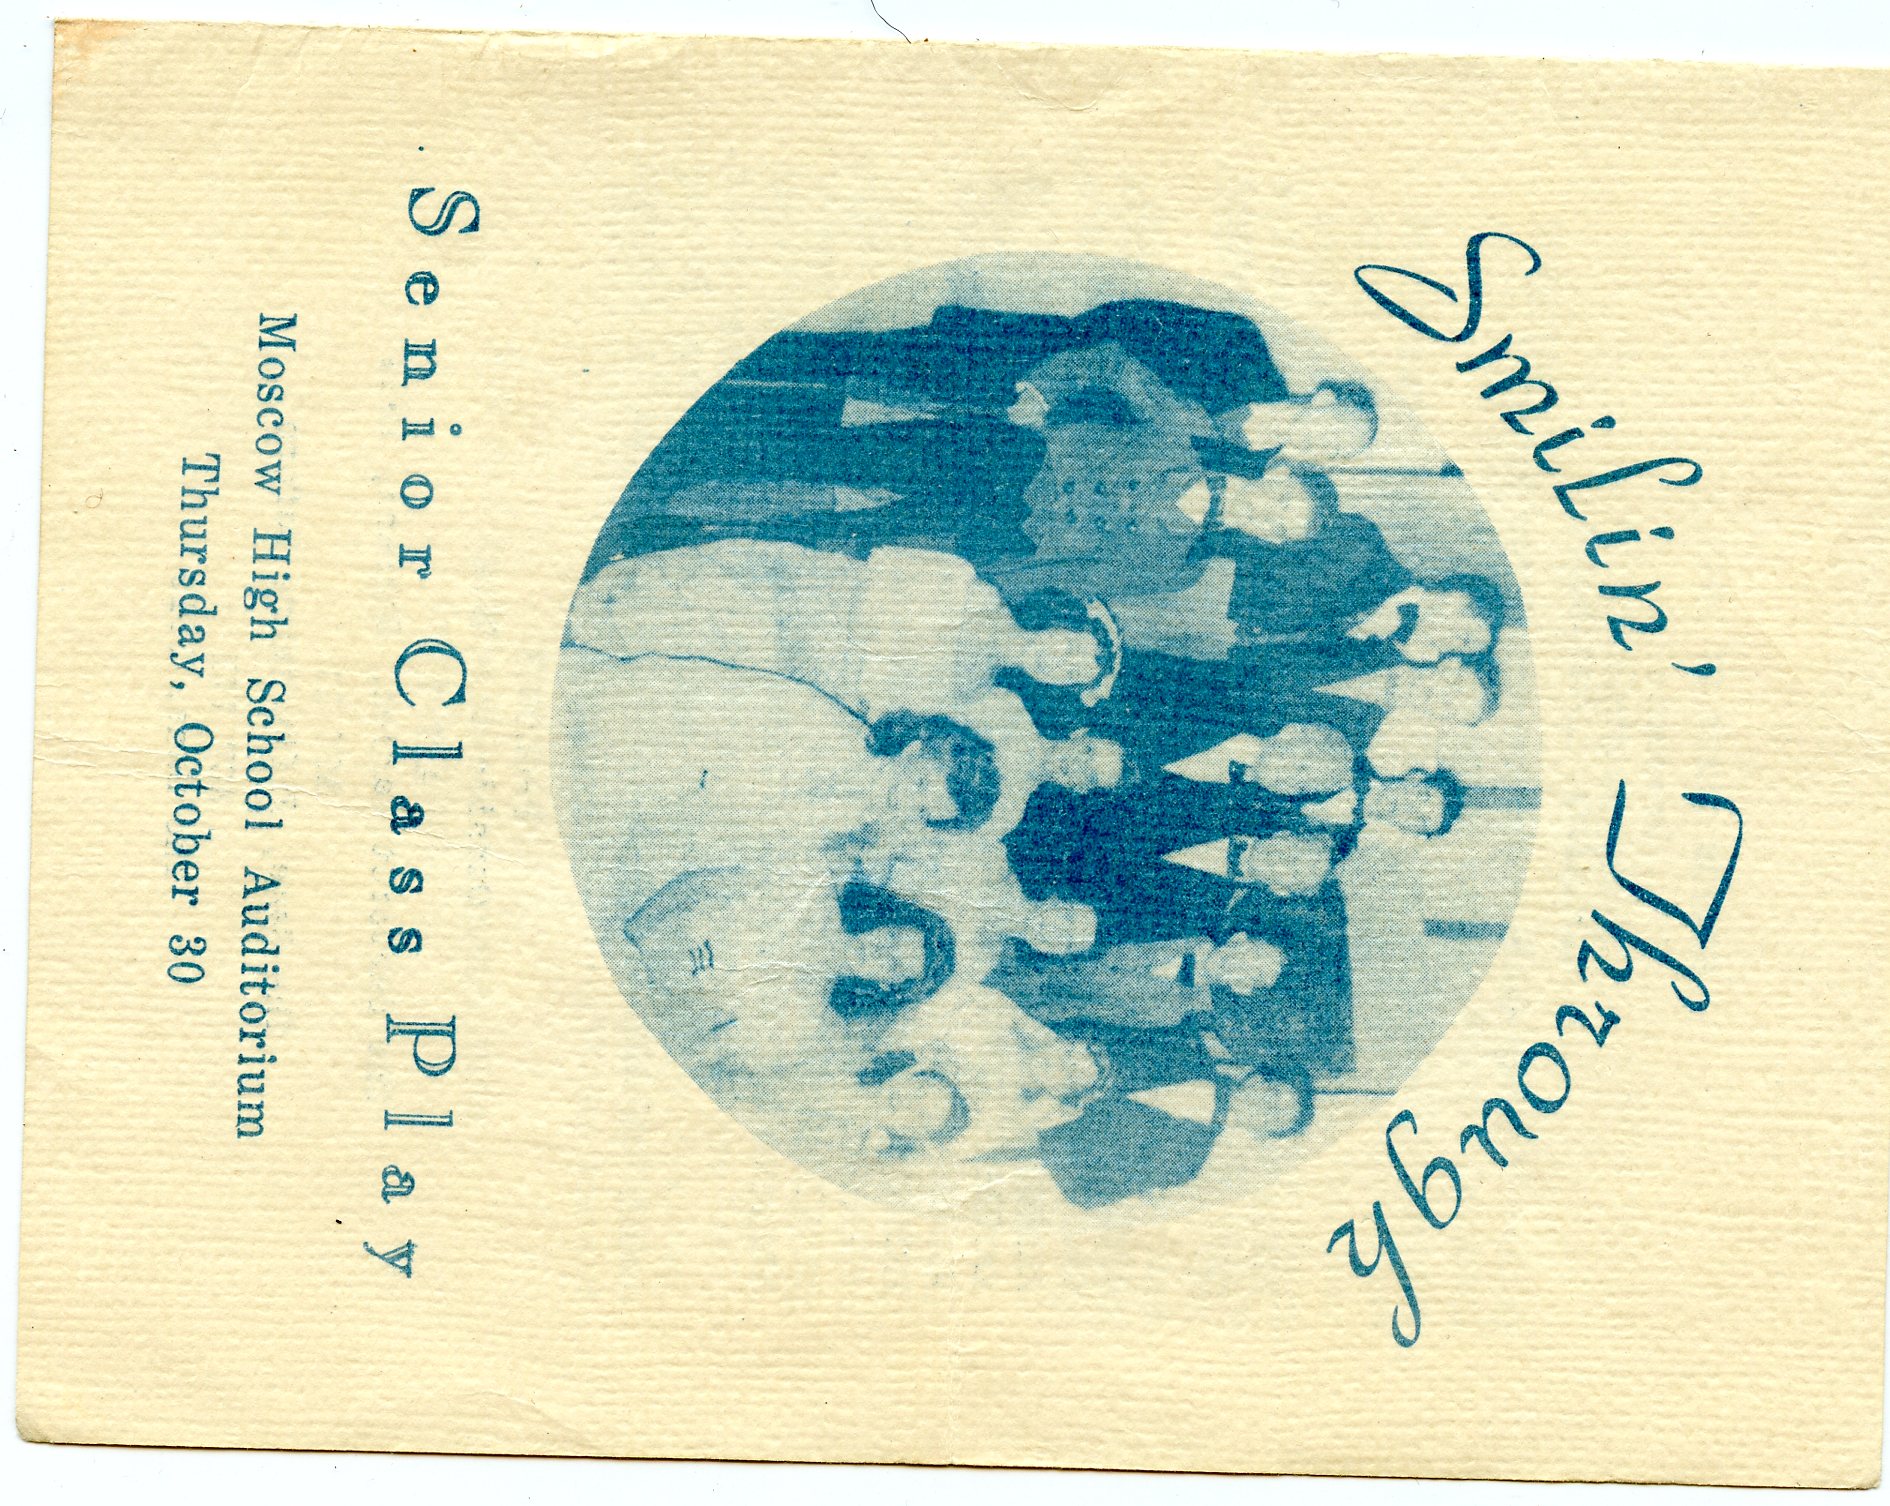 Smilin' Through
Senior Class Play
Moscow High School Auditorium
Thursday, October 30